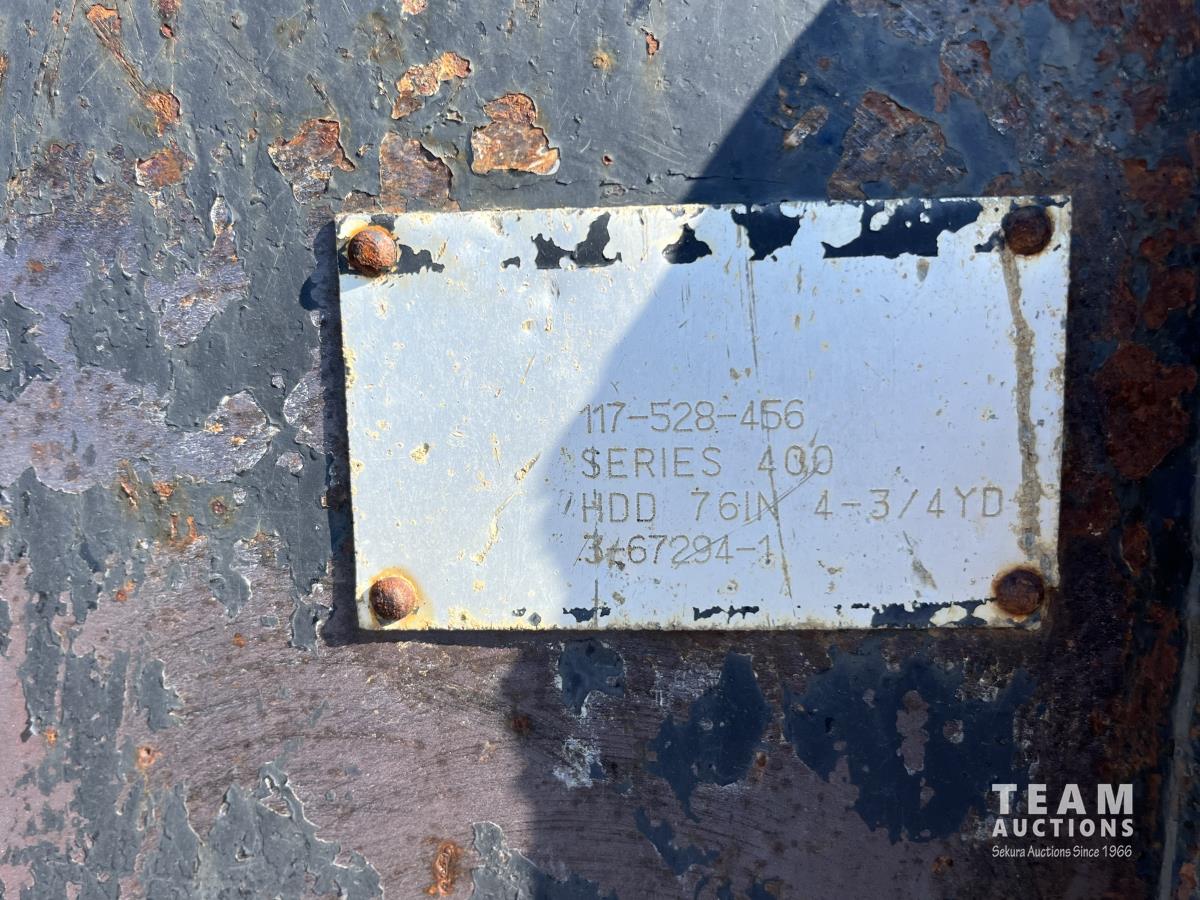 117-528-456
SERIES 400
HDD 76IN 4-3/4YD
3-67294-1
TEAM
AUCTIONS
Sekura Auctions Since 1966